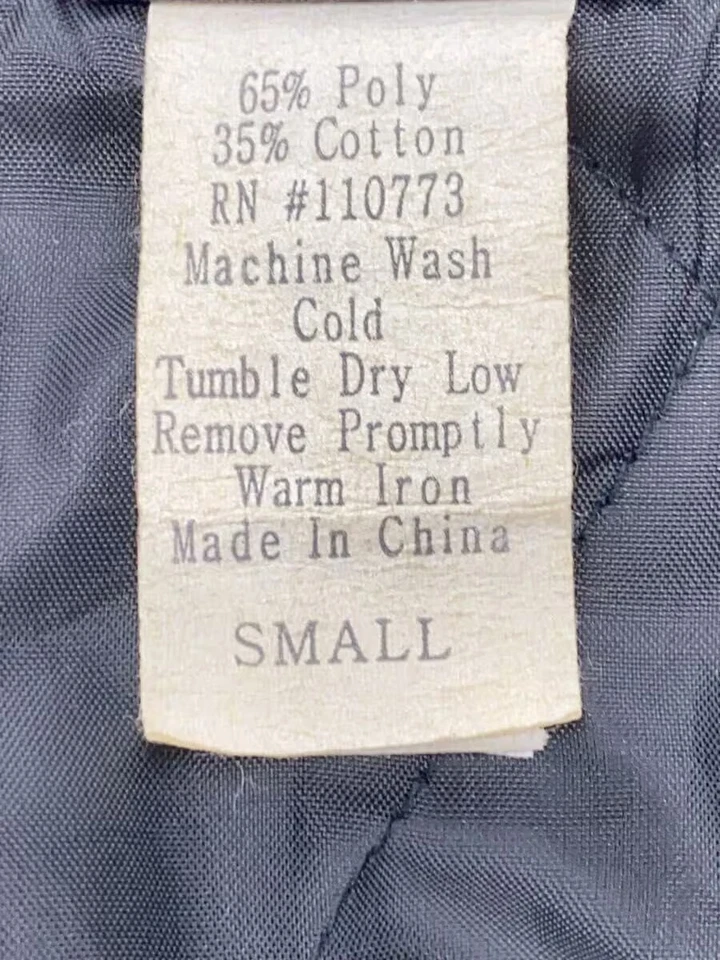 65% Poly
35% Cotton
RN #110773
Machine Wash
Cold
Tumble Dry Low
Remove Promptly
Warm Iron
Made In China
SMALL